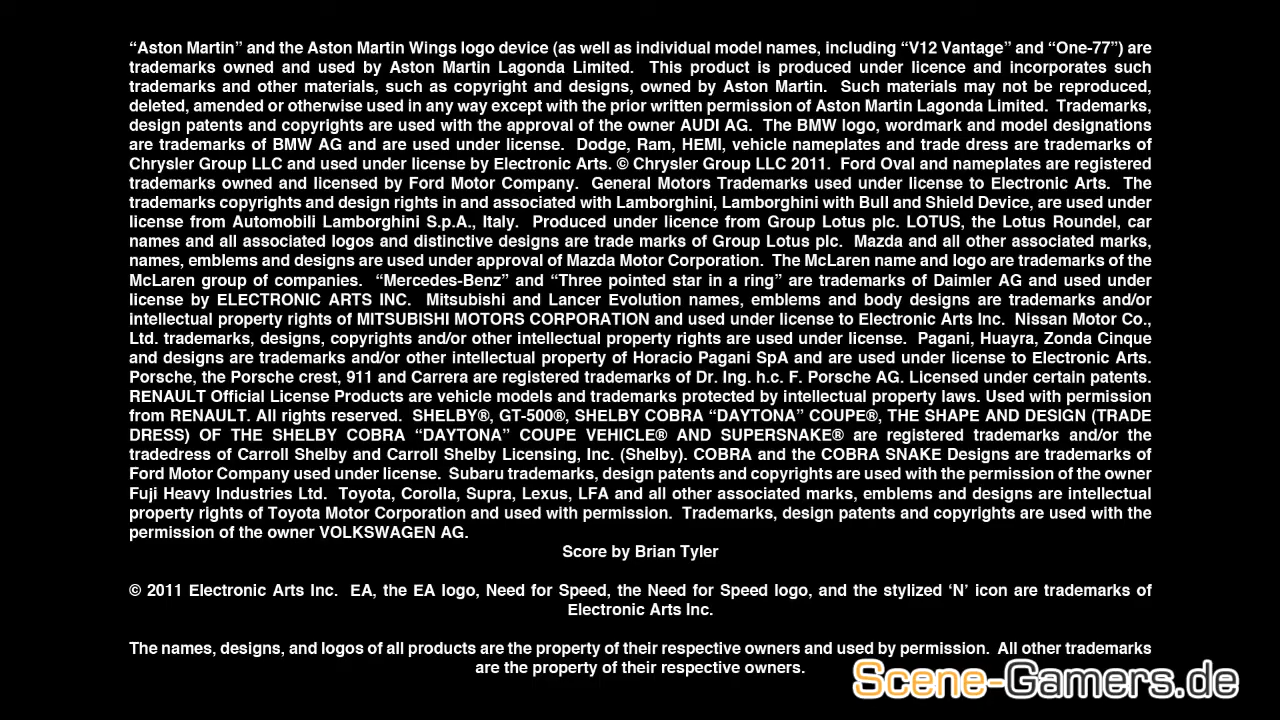 “Aston Martin” and the Aston Martin Wings logo device (as well as individual model names, including “V12 Vantage” and “One-77”) are
trademarks owned and used by Aston Martin Lagonda Limited.  This product is produced under licence and incorporates such
trademarks and other materials, such as copyright and designs, owned by Aston Martin.  Such materials may not be reproduced,
deleted, amended or otherwise used in any way except with the prior written permission of Aston Martin Lagonda Limited.  Trademarks,
design patents and copyrights are used with the approval of the owner AUDI AG.  The BMW logo, wordmark and model designations
are trademarks of BMW AG and are used under license.  Dodge, Ram, HEMI, vehicle nameplates and trade dress are trademarks of
Chrysler Group LLC and used under license by Electronic Arts. © Chrysler Group LLC 2011.  Ford Oval and nameplates are registered
trademarks owned and licensed by Ford Motor Company.  General Motors Trademarks used under license to Electronic Arts.  The
trademarks copyrights and design rights in and associated with Lamborghini, Lamborghini with Bull and Shield Device, are used under
license from Automobili Lamborghini S.p.A., Italy.  Produced under licence from Group Lotus plc. LOTUS, the Lotus Roundel, car
names and all associated logos and distinctive designs are trade marks of Group Lotus plc.  Mazda and all other associated marks,
names, emblems and designs are used under approval of Mazda Motor Corporation.  The McLaren name and logo are trademarks of the
McLaren group of companies.  “Mercedes-Benz” and “Three pointed star in a ring” are trademarks of Daimler AG and used under
license by ELECTRONIC ARTS INC.  Mitsubishi and Lancer Evolution names, emblems and body designs are trademarks and/or
intellectual property rights of MITSUBISHI MOTORS CORPORATION and used under license to Electronic Arts Inc.  Nissan Motor Co.,
Ltd. trademarks, designs, copyrights and/or other intellectual property rights are used under license.  Pagani, Huayra, Zonda Cinque
and designs are trademarks and/or other intellectual property of Horacio Pagani SpA and are used under license to Electronic Arts.
Porsche, the Porsche crest, 911 and Carrera are registered trademarks of Dr. Ing. h.c. F. Porsche AG. Licensed under certain patents.
RENAULT Official License Products are vehicle models and trademarks protected by intellectual property laws. Used with permission
from RENAULT. All rights reserved.  SHELBY®, GT-500®, SHELBY COBRA “DAYTONA” COUPE®, THE SHAPE AND DESIGN (TRADE
DRESS) OF THE SHELBY COBRA “DAYTONA” COUPE VEHICLE® AND SUPERSNAKE® are registered trademarks and/or the
tradedress of Carroll Shelby and Carroll Shelby Licensing, Inc. (Shelby). COBRA and the COBRA SNAKE Designs are trademarks of
Ford Motor Company used under license.  Subaru trademarks, design patents and copyrights are used with the permission of the owner
Fuji Heavy Industries Ltd.  Toyota, Corolla, Supra, Lexus, LFA and all other associated marks, emblems and designs are intellectual
property rights of Toyota Motor Corporation and used with permission.  Trademarks, design patents and copyrights are used with the
permission of the owner VOLKSWAGEN AG.
Score by Brian Tyler
© 2011 Electronic Arts Inc.  EA, the EA logo, Need for Speed, the Need for Speed logo, and the stylized ‘N’ icon are trademarks of
Electronic Arts Inc.
The names, designs, and logos of all products are the property of their respective owners and used by permission.  All other trademarks
are the property of their respective owners.
Scene-Gamers.de